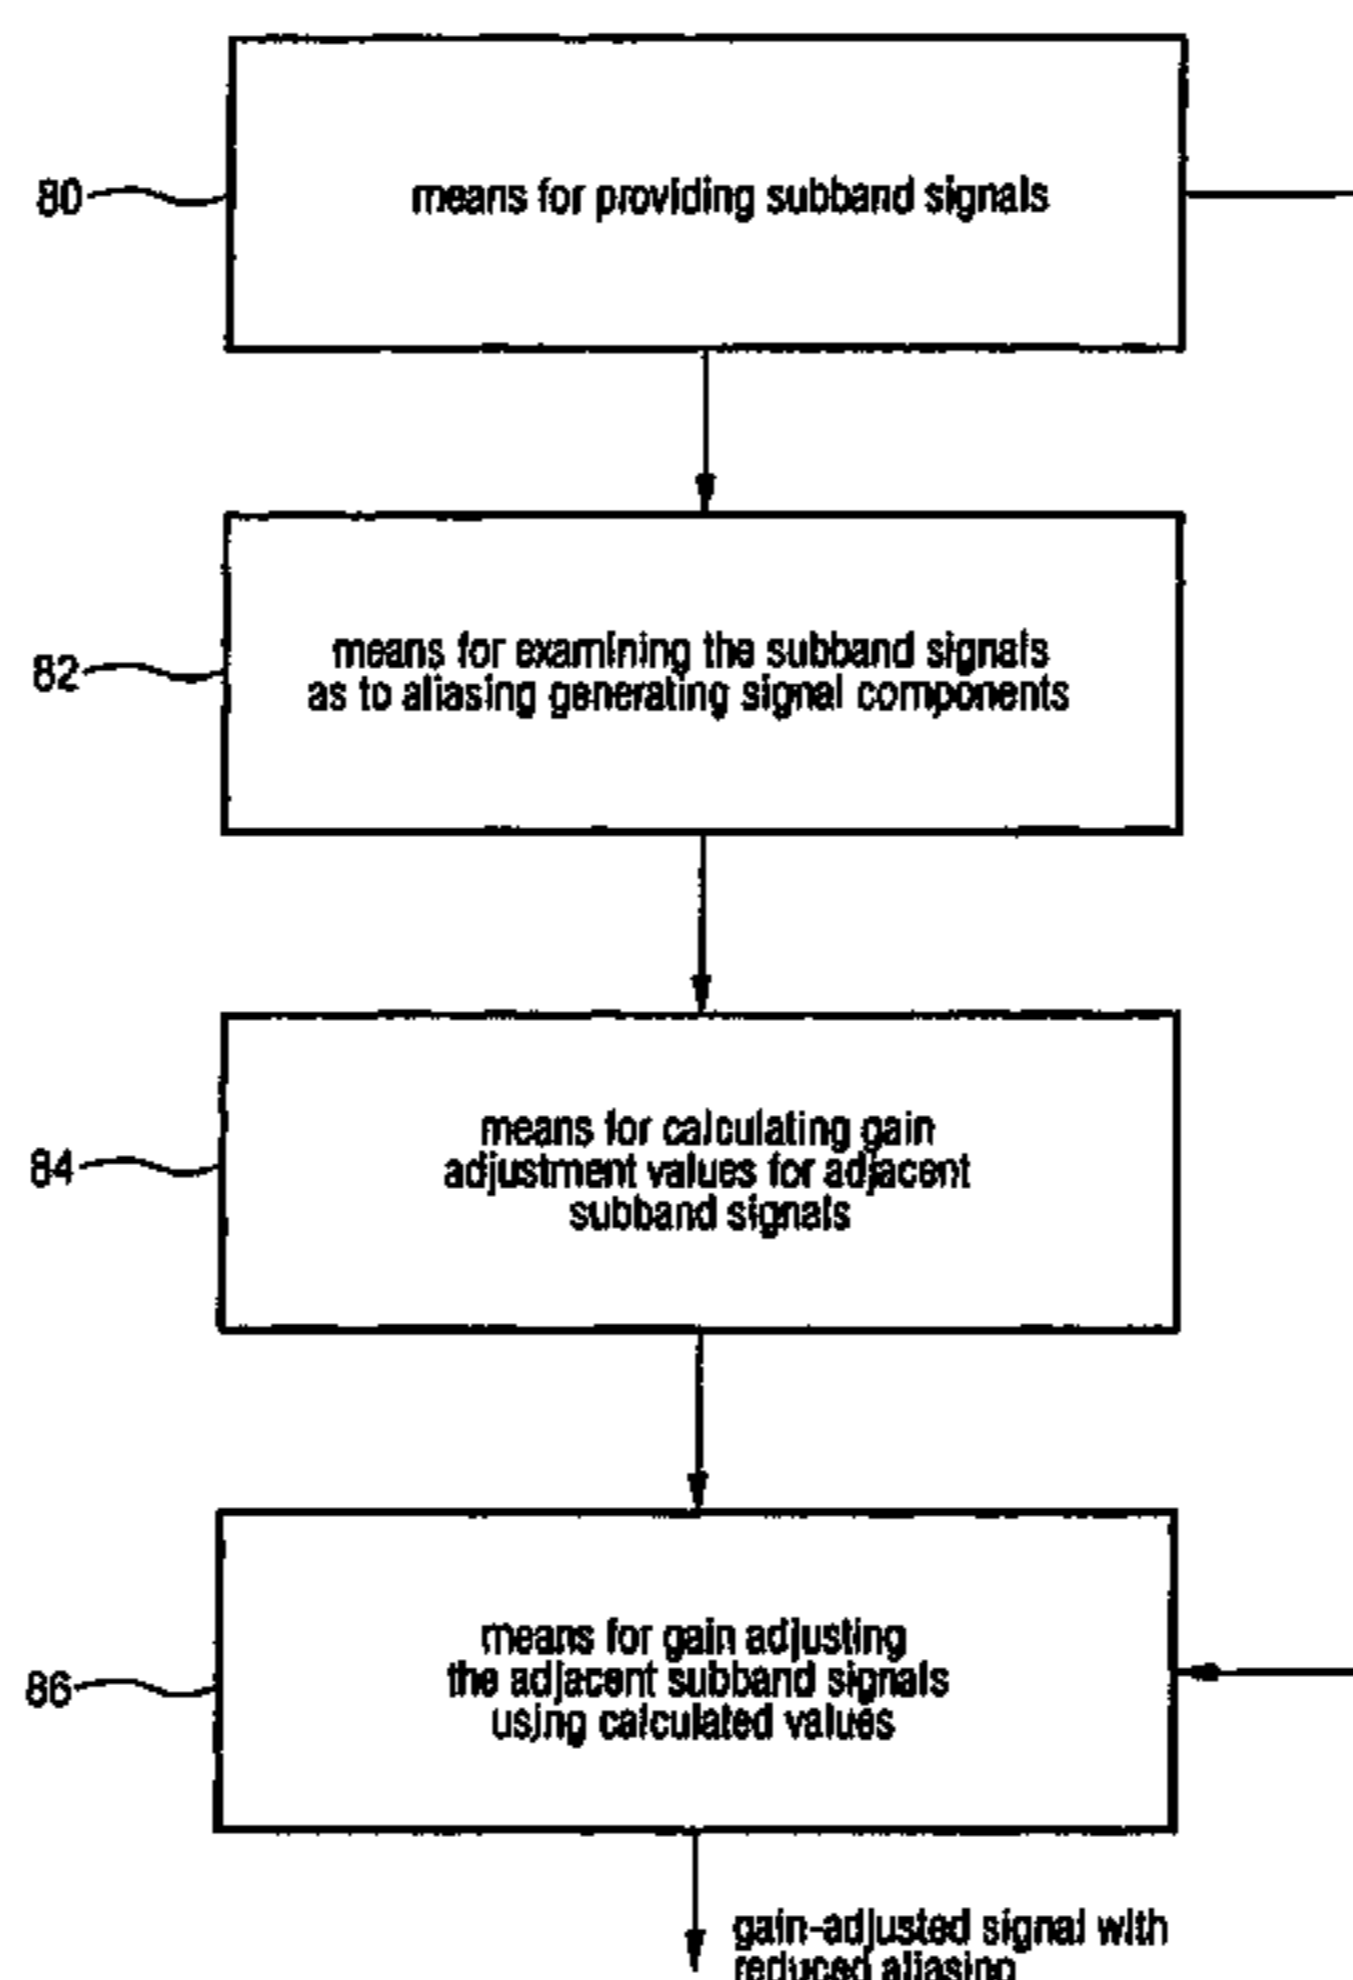 80
means for providing subband signals
82
means for examining the subband signals
as to aliasing generating signal components
84
means for calculating gain
adjustment values for adjacent
subband signals
86
means for gain adjusting
the adjacent subband signals
using calculated values
gain-adjusted signal with
reduced aliasing